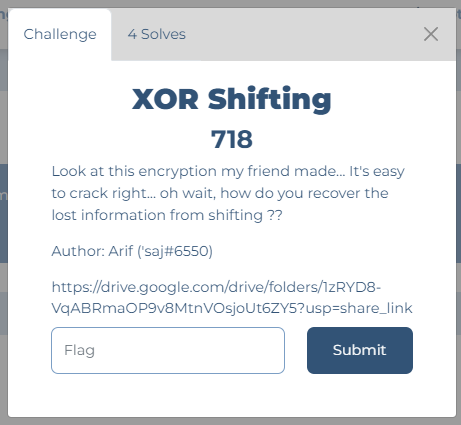 Challenge
4 Solves
XOR Shifting
718
Look at this encryption my friend made... It's easy
to crack right... oh wait, how do you recover the
lost information from shifting ??
Author: Arif ('saj#6550)
https://drive.google.com/drive/folders/1zRYD8-
VqABRmaOP9v8MtnVOsjoUt6ZY5?usp=share_link
Flag
Submit